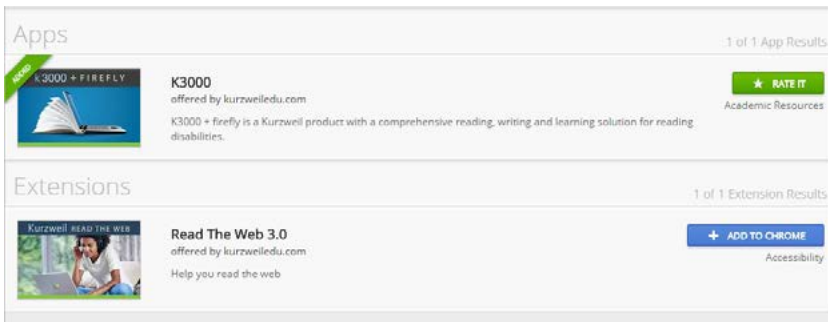 Apps
1 of 1 App Results
ADDED
K3000 + FIREFLY
K3000
offered by kurzweiledu.com
K3000 + firefly is a Kurzweil product with a comprehensive reading, writing and learning solution for reading
disabilities.
★ RATE IT
Academic Resources
Extensions
1 of 1 Extension Results
Kurzweil READ THE WEB
Read The Web 3.0
offered by kurzweiledu.com
Help you read the web
+ ADD TO CHROME
Accessibility